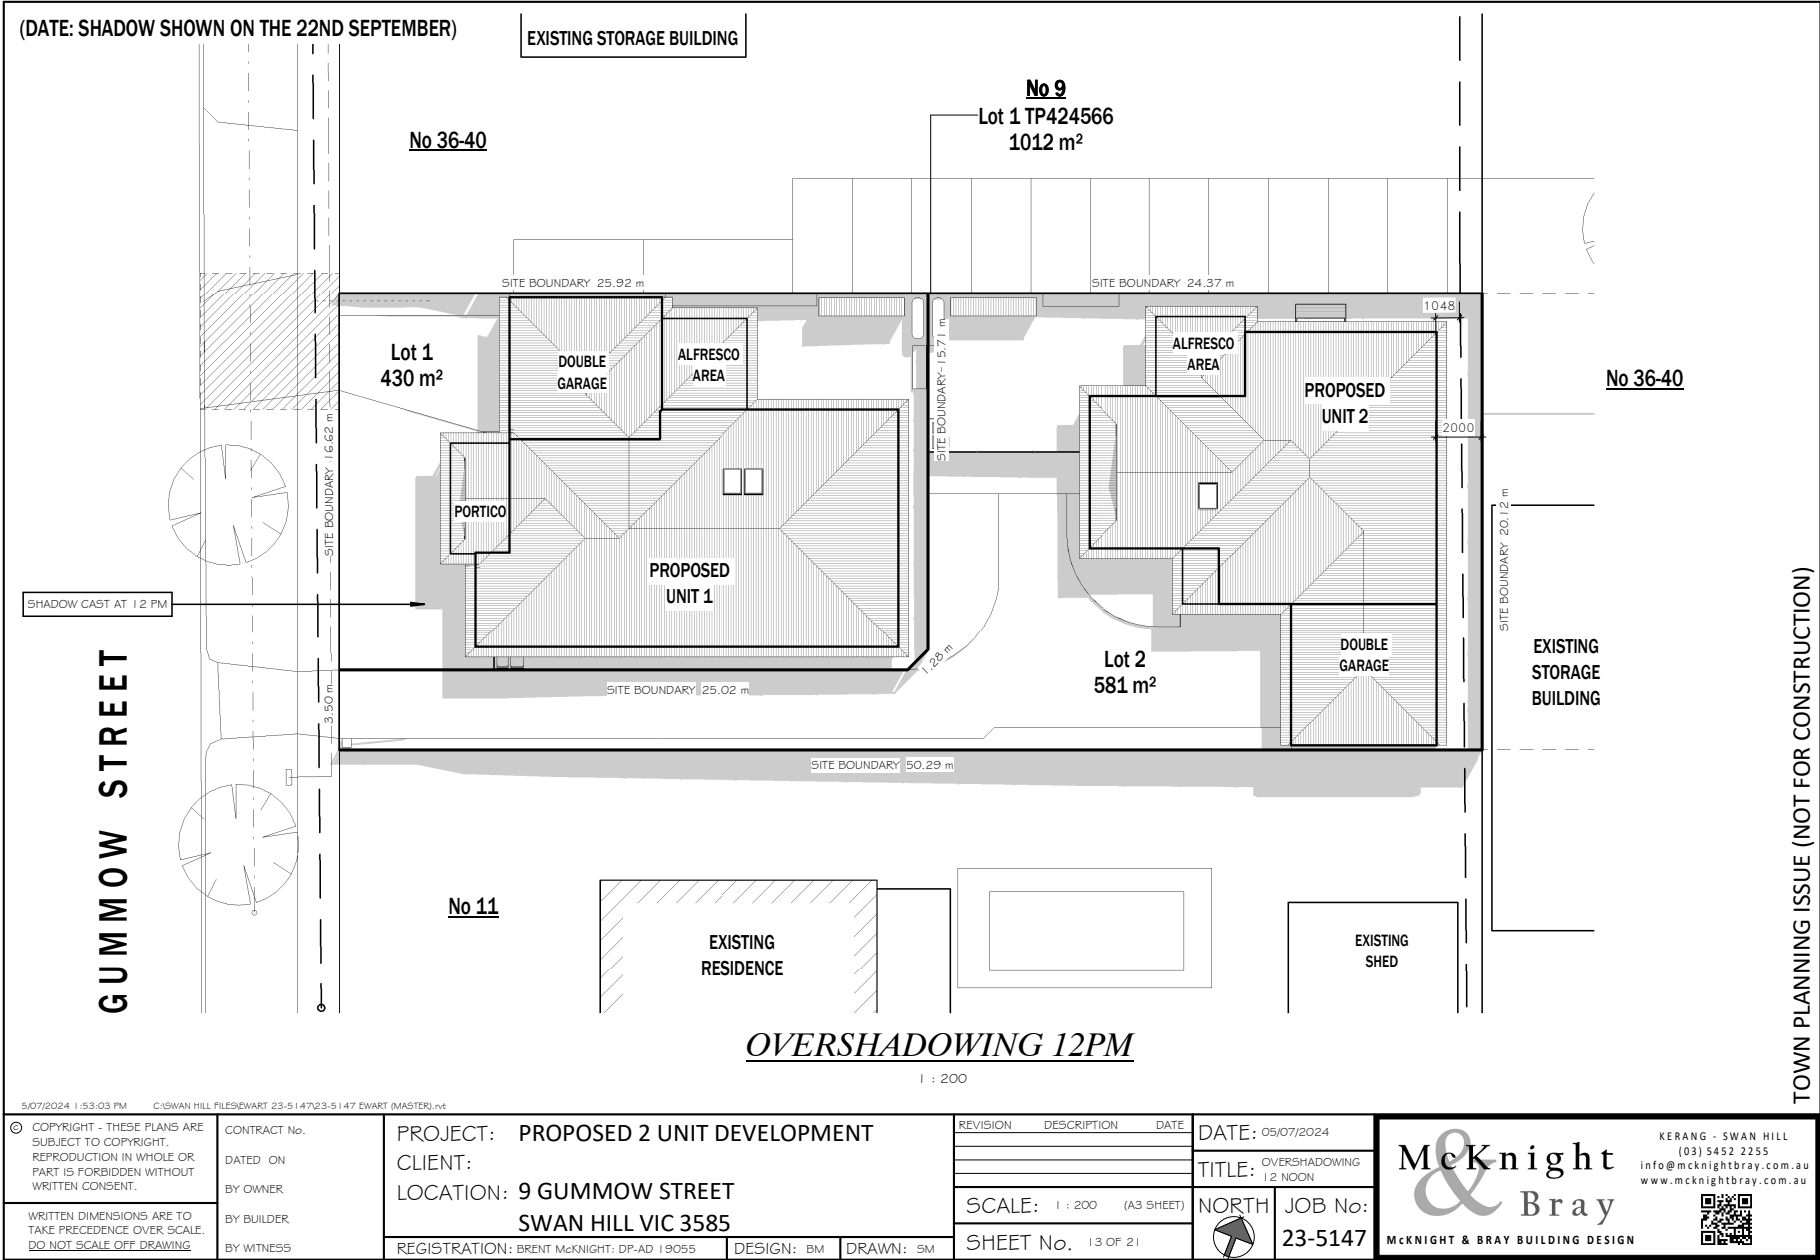 (DATE: SHADOW SHOWN ON THE 22ND SEPTEMBER)
EXISTING STORAGE BUILDING
No 9
Lot 1 TP424566
1012 m²
No 36-40
SITE BOUNDARY 25.92 m
SITE BOUNDARY 24.37 m
1048
Lot 1
430 m²
DOUBLE
GARAGE
ALFRESCO
AREA
SITE BOUNDARY 15.71 m
ALFRESCO
AREA
PROPOSED
UNIT 2
No 36-40
2000
SITE BOUNDARY 16.62 m
PORTICO
SITE BOUNDARY 20.12 m
PROPOSED
UNIT 1
SHADOW CAST AT 12 PM
1.28 m
DOUBLE
GARAGE
Lot 2
581 m²
EXISTING
STORAGE
BUILDING
SITE BOUNDARY 25.02 m
3.50 m
SITE BOUNDARY 50.29 m
GUMMOW STREET
No 11
EXISTING
RESIDENCE
EXISTING
SHED
TOWN PLANNING ISSUE (NOT FOR CONSTRUCTION)
OVERSHADOWING 12PM
1 : 200
5/07/2024 1:53:03 PM C:\SWAN HILL FILES\EWART 23-5147\23-5147 EWART (MASTER).rvt
© COPYRIGHT - THESE PLANS ARE
SUBJECT TO COPYRIGHT.
REPRODUCTION IN WHOLE OR
PART IS FORBIDDEN WITHOUT
WRITTEN CONSENT.
WRITTEN DIMENSIONS ARE TO
TAKE PRECEDENCE OVER SCALE.
DO NOT SCALE OFF DRAWING
CONTRACT No.
DATED ON
BY OWNER
BY BUILDER
BY WITNESS
PROJECT: PROPOSED 2 UNIT DEVELOPMENT
CLIENT:
LOCATION: 9 GUMMOW STREET
SWAN HILL VIC 3585
REGISTRATION: BRENT McKNIGHT: DP-AD 19055
DESIGN: BM
DRAWN: SM
REVISION DESCRIPTION DATE
SCALE: 1 : 200 (A3 SHEET)
SHEET No. 13 OF 21
DATE: 05/07/2024
TITLE: OVERSHADOWING
12 NOON
NORTH
JOB No:
23-5147
McKnight
&
Bray
McKNIGHT & BRAY BUILDING DESIGN
KERANG - SWAN HILL
(03) 5452 2255
info@mcknightbray.com.au
www.mcknightbray.com.au